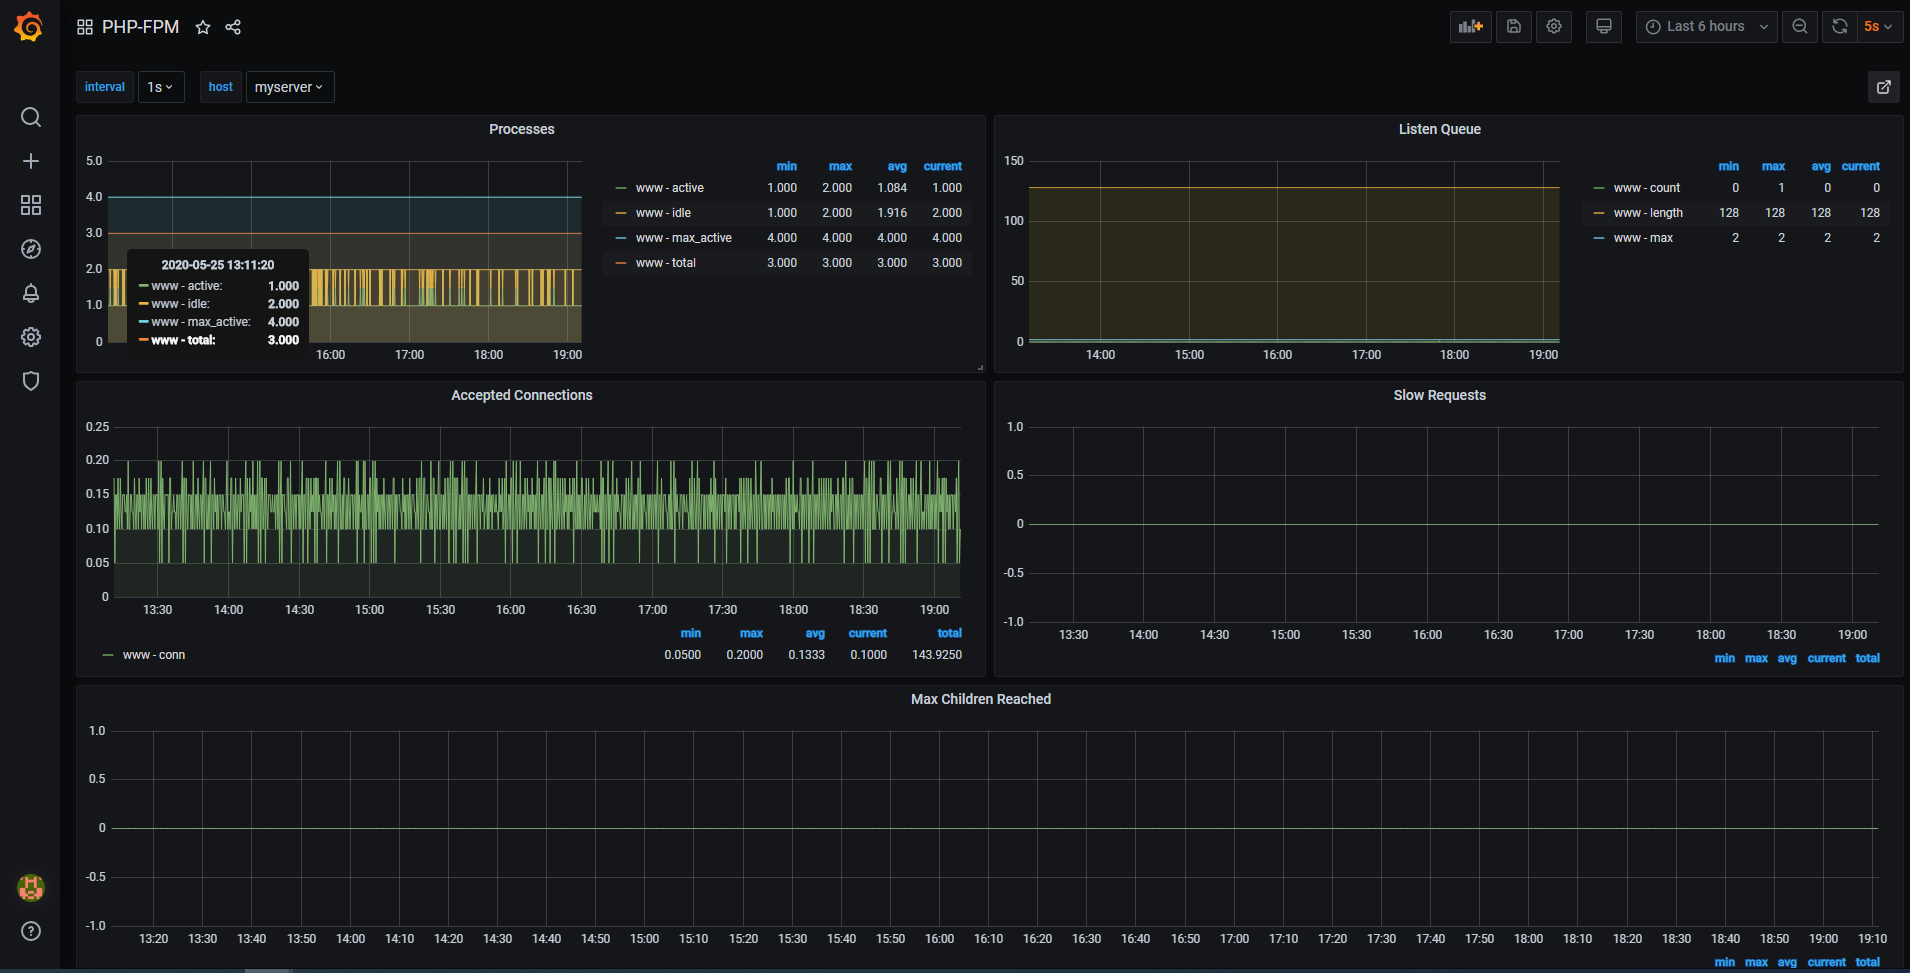 PHP-FPM
Last 6 hours
5s
interval 1s host myserver
Processes
5.0
4.0
3.0
2.0
1.0
0
16:00 17:00 18:00 19:00
2020-05-25 13:11:20
www - active: 1.000
www - idle: 2.000
www - max_active: 4.000
www - total: 3.000
min max avg current
www - active 1.000 2.000 1.084 1.000
www - idle 1.000 2.000 1.916 2.000
www - max_active 4.000 4.000 4.000 4.000
www - total 3.000 3.000 3.000 3.000
Listen Queue
150
100
50
0
14:00 15:00 16:00 17:00 18:00 19:00
min max avg current
www - count 0 1 0 0
www - length 128 128 128 128
www - max 2 2 2 2
Accepted Connections
0.25
0.20
0.15
0.10
0.05
0
13:30 14:00 14:30 15:00 15:30 16:00 16:30 17:00 17:30 18:00 18:30 19:00
min max avg current total
www - conn 0.0500 0.2000 0.1333 0.1000 143.9250
Slow Requests
1.0
0.5
0
-0.5
-1.0
13:30 14:00 14:30 15:00 15:30 16:00 16:30 17:00 17:30 18:00 18:30 19:00
min max avg current total
Max Children Reached
1.0
0.5
0
-0.5
-1.0
13:20 13:30 13:40 13:50 14:00 14:10 14:20 14:30 14:40 14:50 15:00 15:10 15:20 15:30 15:40 15:50 16:00 16:10 16:20 16:30 16:40 16:50 17:00 17:10 17:20 17:30 17:40 17:50 18:00 18:10 18:20 18:30 18:40 18:50 19:00 19:10
min max avg current total